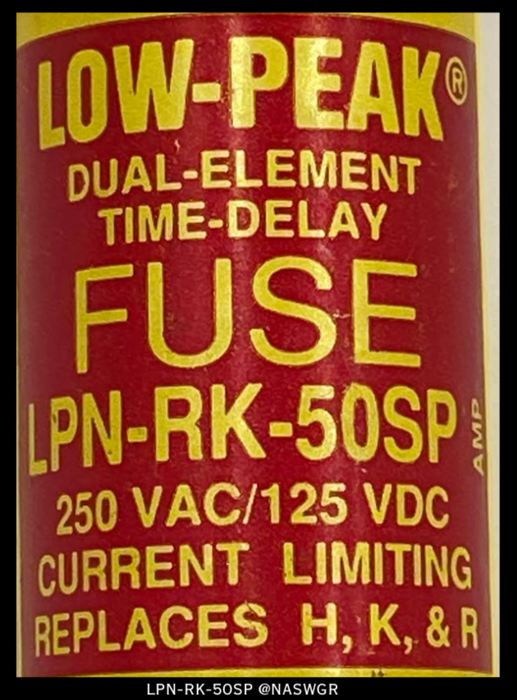 LOW-PEAK®
DUAL-ELEMENT
TIME-DELAY
FUSE
LPN-RK-50SP
AMP
250 VAC/125 VDC
CURRENT LIMITING
REPLACES H, K, & R
LPN-RK-50SP @NASWGR